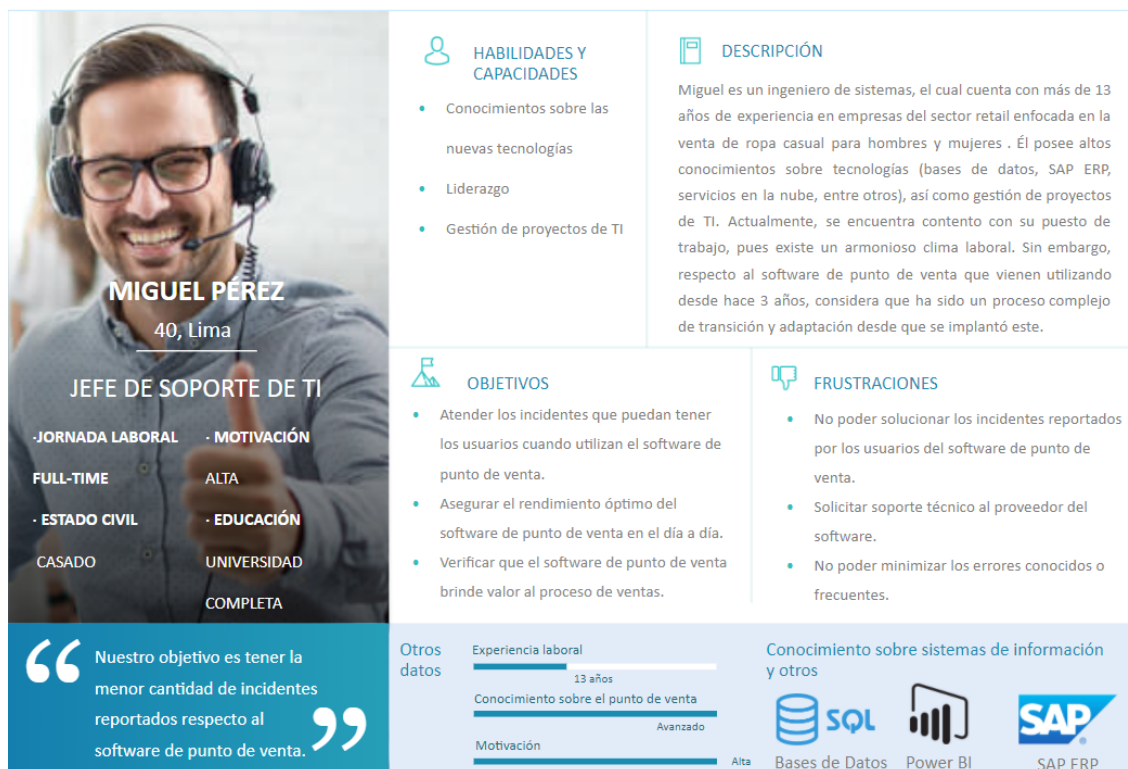 MIGUEL PÉREZ
40, Lima
JEFE DE SOPORTE DE TI
·JORNADA LABORAL
FULL-TIME
· ESTADO CIVIL
CASADO
· MOTIVACIÓN
ALTA
· EDUCACIÓN
UNIVERSIDAD
COMPLETA
HABILIDADES Y
CAPACIDADES
• Conocimientos sobre las
nuevas tecnologías
• Liderazgo
• Gestión de proyectos de TI
DESCRIPCIÓN
Miguel es un ingeniero de sistemas, el cual cuenta con más de 13
años de experiencia en empresas del sector retail enfocada en la
venta de ropa casual para hombres y mujeres . Él posee altos
conocimientos sobre tecnologías (bases de datos, SAP ERP,
servicios en la nube, entre otros), así como gestión de proyectos
de TI. Actualmente, se encuentra contento con su puesto de
trabajo, pues existe un armonioso clima laboral. Sin embargo,
respecto al software de punto de venta que vienen utilizando
desde hace 3 años, considera que ha sido un proceso complejo
de transición y adaptación desde que se implantó este.
OBJETIVOS
• Atender los incidentes que puedan tener
los usuarios cuando utilizan el software de
punto de venta.
• Asegurar el rendimiento óptimo del
software de punto de venta en el día a día.
• Verificar que el software de punto de venta
brinde valor al proceso de ventas.
FRUSTRACIONES
• No poder solucionar los incidentes reportados
por los usuarios del software de punto de
venta.
• Solicitar soporte técnico al proveedor del
software.
• No poder minimizar los errores conocidos o
frecuentes.
“ Nuestro objetivo es tener la
menor cantidad de incidentes
reportados respecto al
software de punto de venta. ”
Otros
datos
Experiencia laboral
13 años
Conocimiento sobre el punto de venta
Avanzado
Motivación
Alta
Conocimiento sobre sistemas de información
y otros
SQL
Bases de Datos
Power BI
SAP
SAP ERP